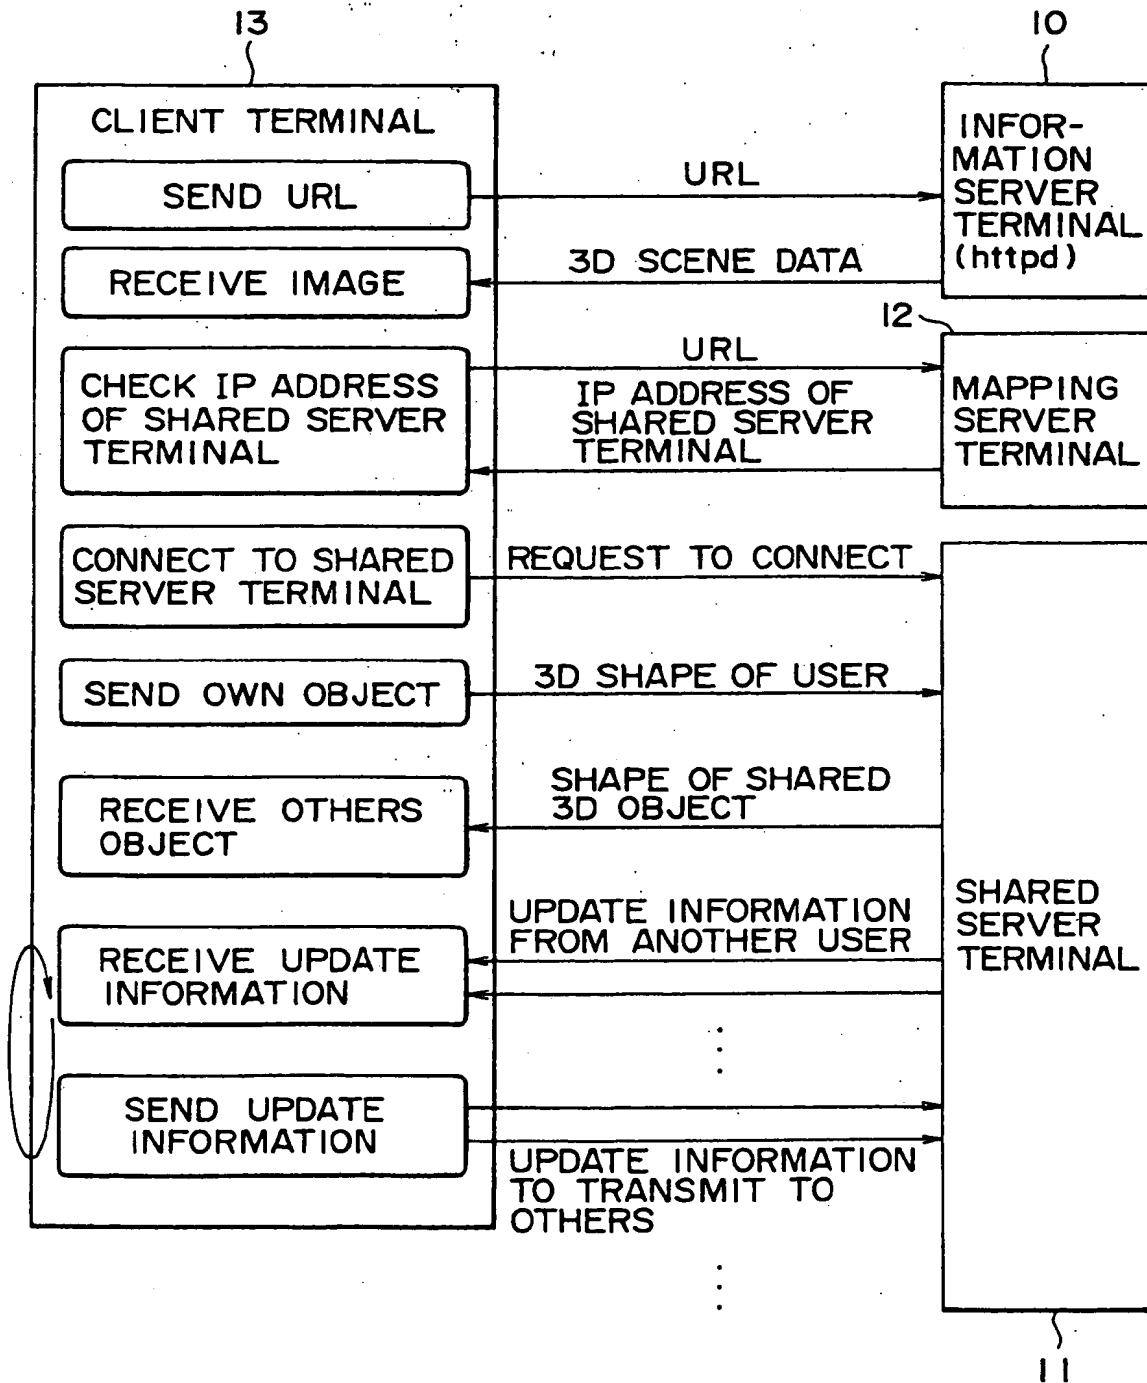 13
10
CLIENT TERMINAL
SEND URL
URL
INFOR-
MATION
SERVER
TERMINAL
(httpd)
RECEIVE IMAGE
3D SCENE DATA
12
CHECK IP ADDRESS
OF SHARED SERVER
TERMINAL
URL
IP ADDRESS OF
SHARED SERVER
TERMINAL
MAPPING
SERVER
TERMINAL
CONNECT TO SHARED
SERVER TERMINAL
REQUEST TO CONNECT
SEND OWN OBJECT
3D SHAPE OF USER
RECEIVE OTHERS
OBJECT
SHAPE OF SHARED
3D OBJECT
SHARED
SERVER
TERMINAL
RECEIVE UPDATE
INFORMATION
UPDATE INFORMATION
FROM ANOTHER USER
SEND UPDATE
INFORMATION
UPDATE INFORMATION
TO TRANSMIT TO
OTHERS
11